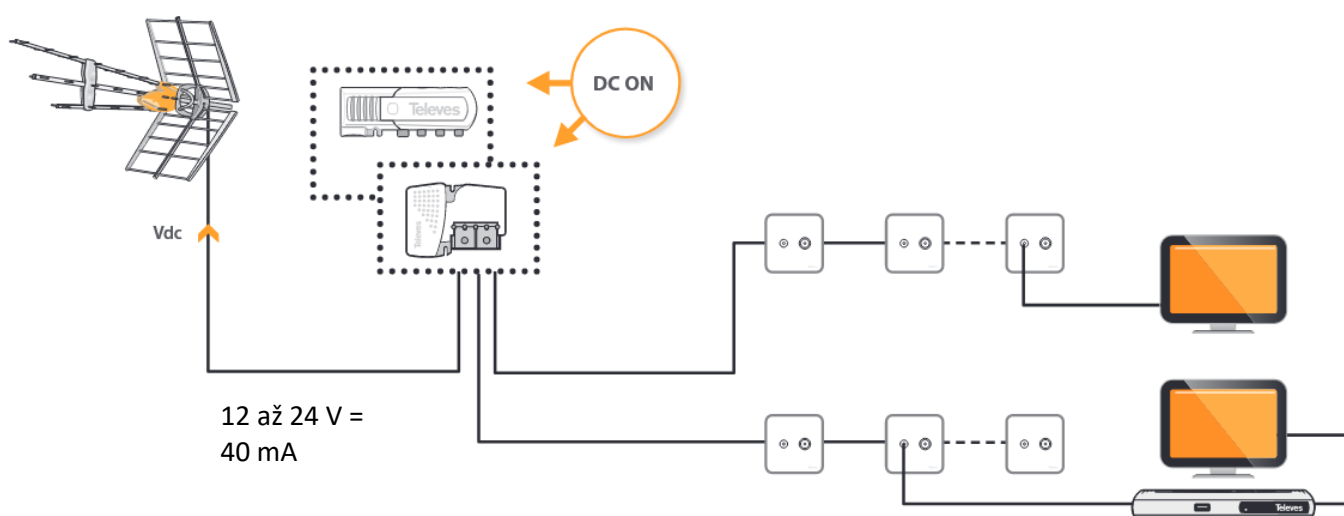 DC ON
Televes
Televes
Vdc
12 až 24 V =
40 mA
Televes